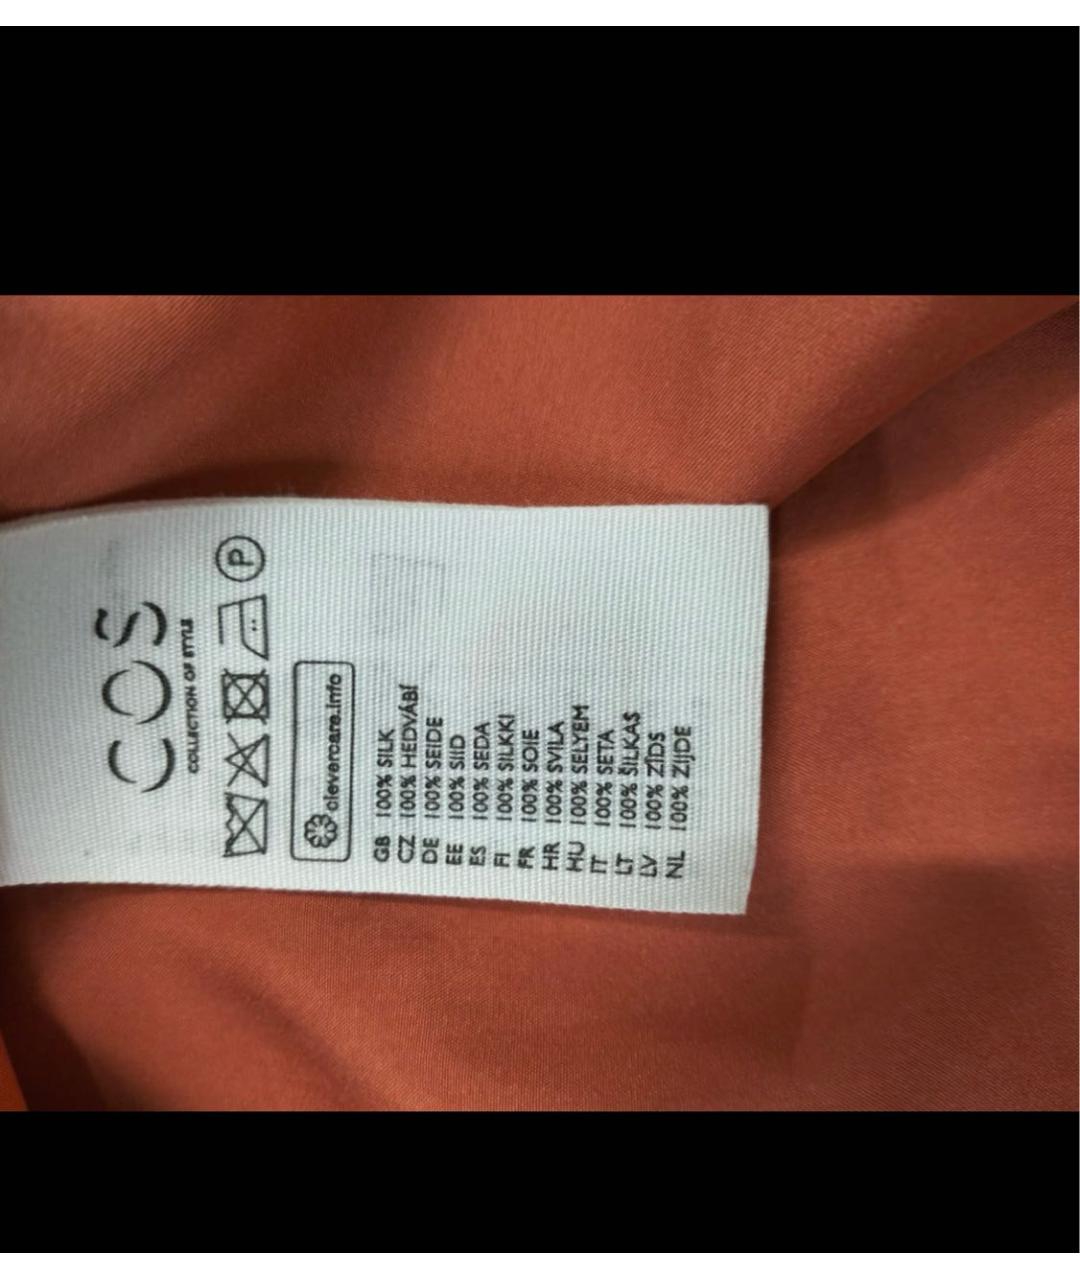 COS
COLLECTION OF STYLE
P
clevercare.info
GB 100% SILK
CZ 100% HEDVÁBÍ
DE 100% SEIDE
EE 100% SIID
ES 100% SEDA
FI 100% SILKKI
FR 100% SOIE
HR 100% SVILA
HU 100% SELYEM
IT 100% SETA
LT 100% ŠILKAS
LV 100% ZĪDS
NL 100% ZIJDE